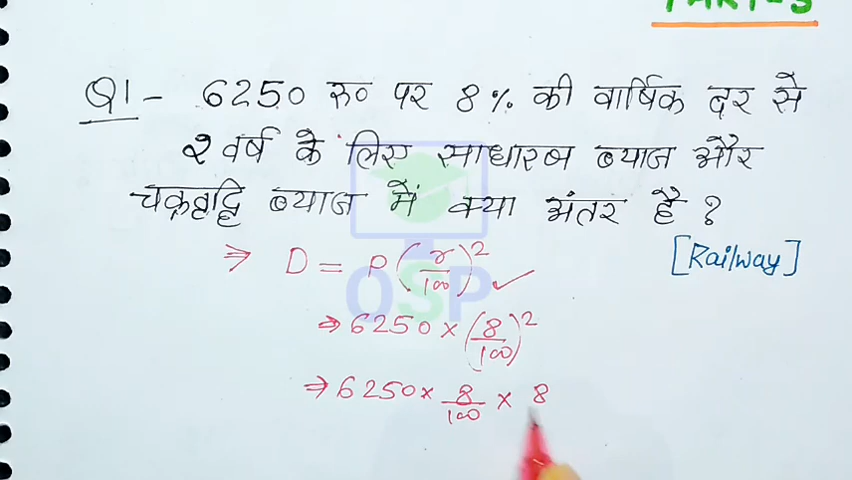 PART-3
Q1- 6250 रु० पर 8% की वार्षिक दर से
2 वर्ष के लिए साधारण ब्याज और
चक्रवृद्धि ब्याज में क्या अंतर है ?
[Railway]
⇒ D = P(r/100)² ✓
OSP
⇒ 6250 × (8/100)²
⇒ 6250 × 8/100 × 8